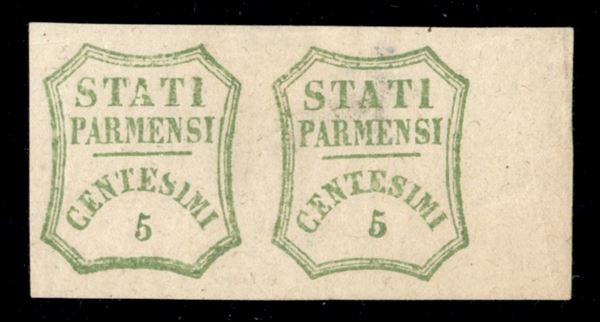 STATI
PARMENSI
CENTESIMI
5
STATI
PARMENSI
CENTESIMI
5